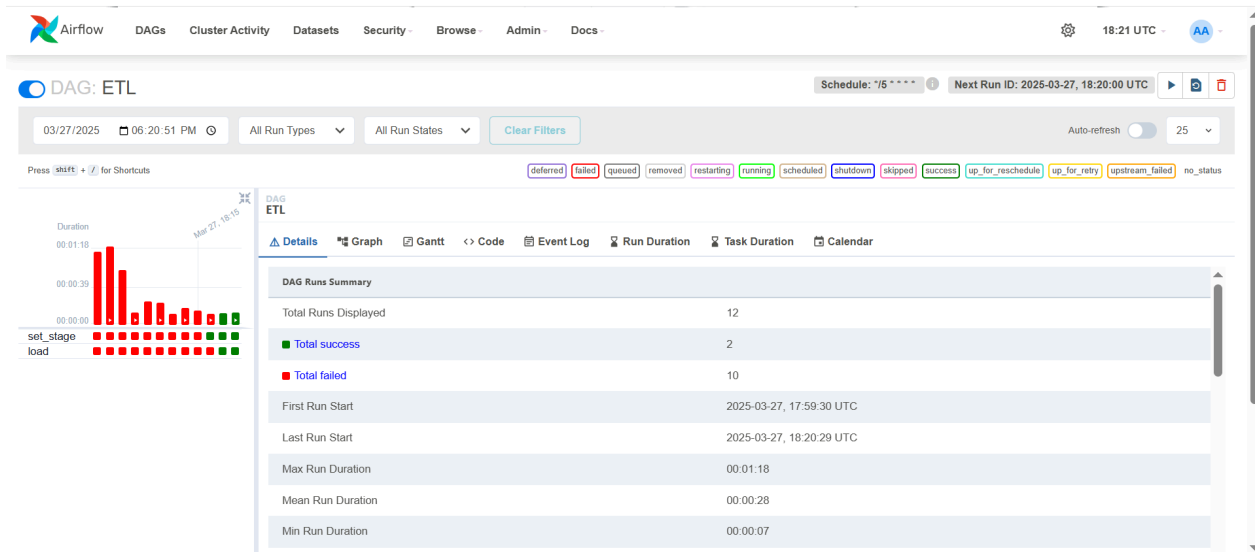 Airflow DAGs Cluster Activity Datasets Security Browse Admin Docs 18:21 UTC AA
DAG: ETL Schedule: */5 * * * * Next Run ID: 2025-03-27, 18:20:00 UTC
03/27/2025 06:20:51 PM All Run Types All Run States Clear Filters Auto-refresh 25
Press shift + / for Shortcuts deferred failed queued removed restarting running scheduled shutdown skipped success up_for_reschedule up_for_retry upstream_failed no_status
Mar 27, 18:15
Duration
00:01:18
00:00:39
00:00:00
set_stage
load
DAG
ETL
Details Graph Gantt Code Event Log Run Duration Task Duration Calendar
DAG Runs Summary
Total Runs Displayed 12
Total success 2
Total failed 10
First Run Start 2025-03-27, 17:59:30 UTC
Last Run Start 2025-03-27, 18:20:29 UTC
Max Run Duration 00:01:18
Mean Run Duration 00:00:28
Min Run Duration 00:00:07